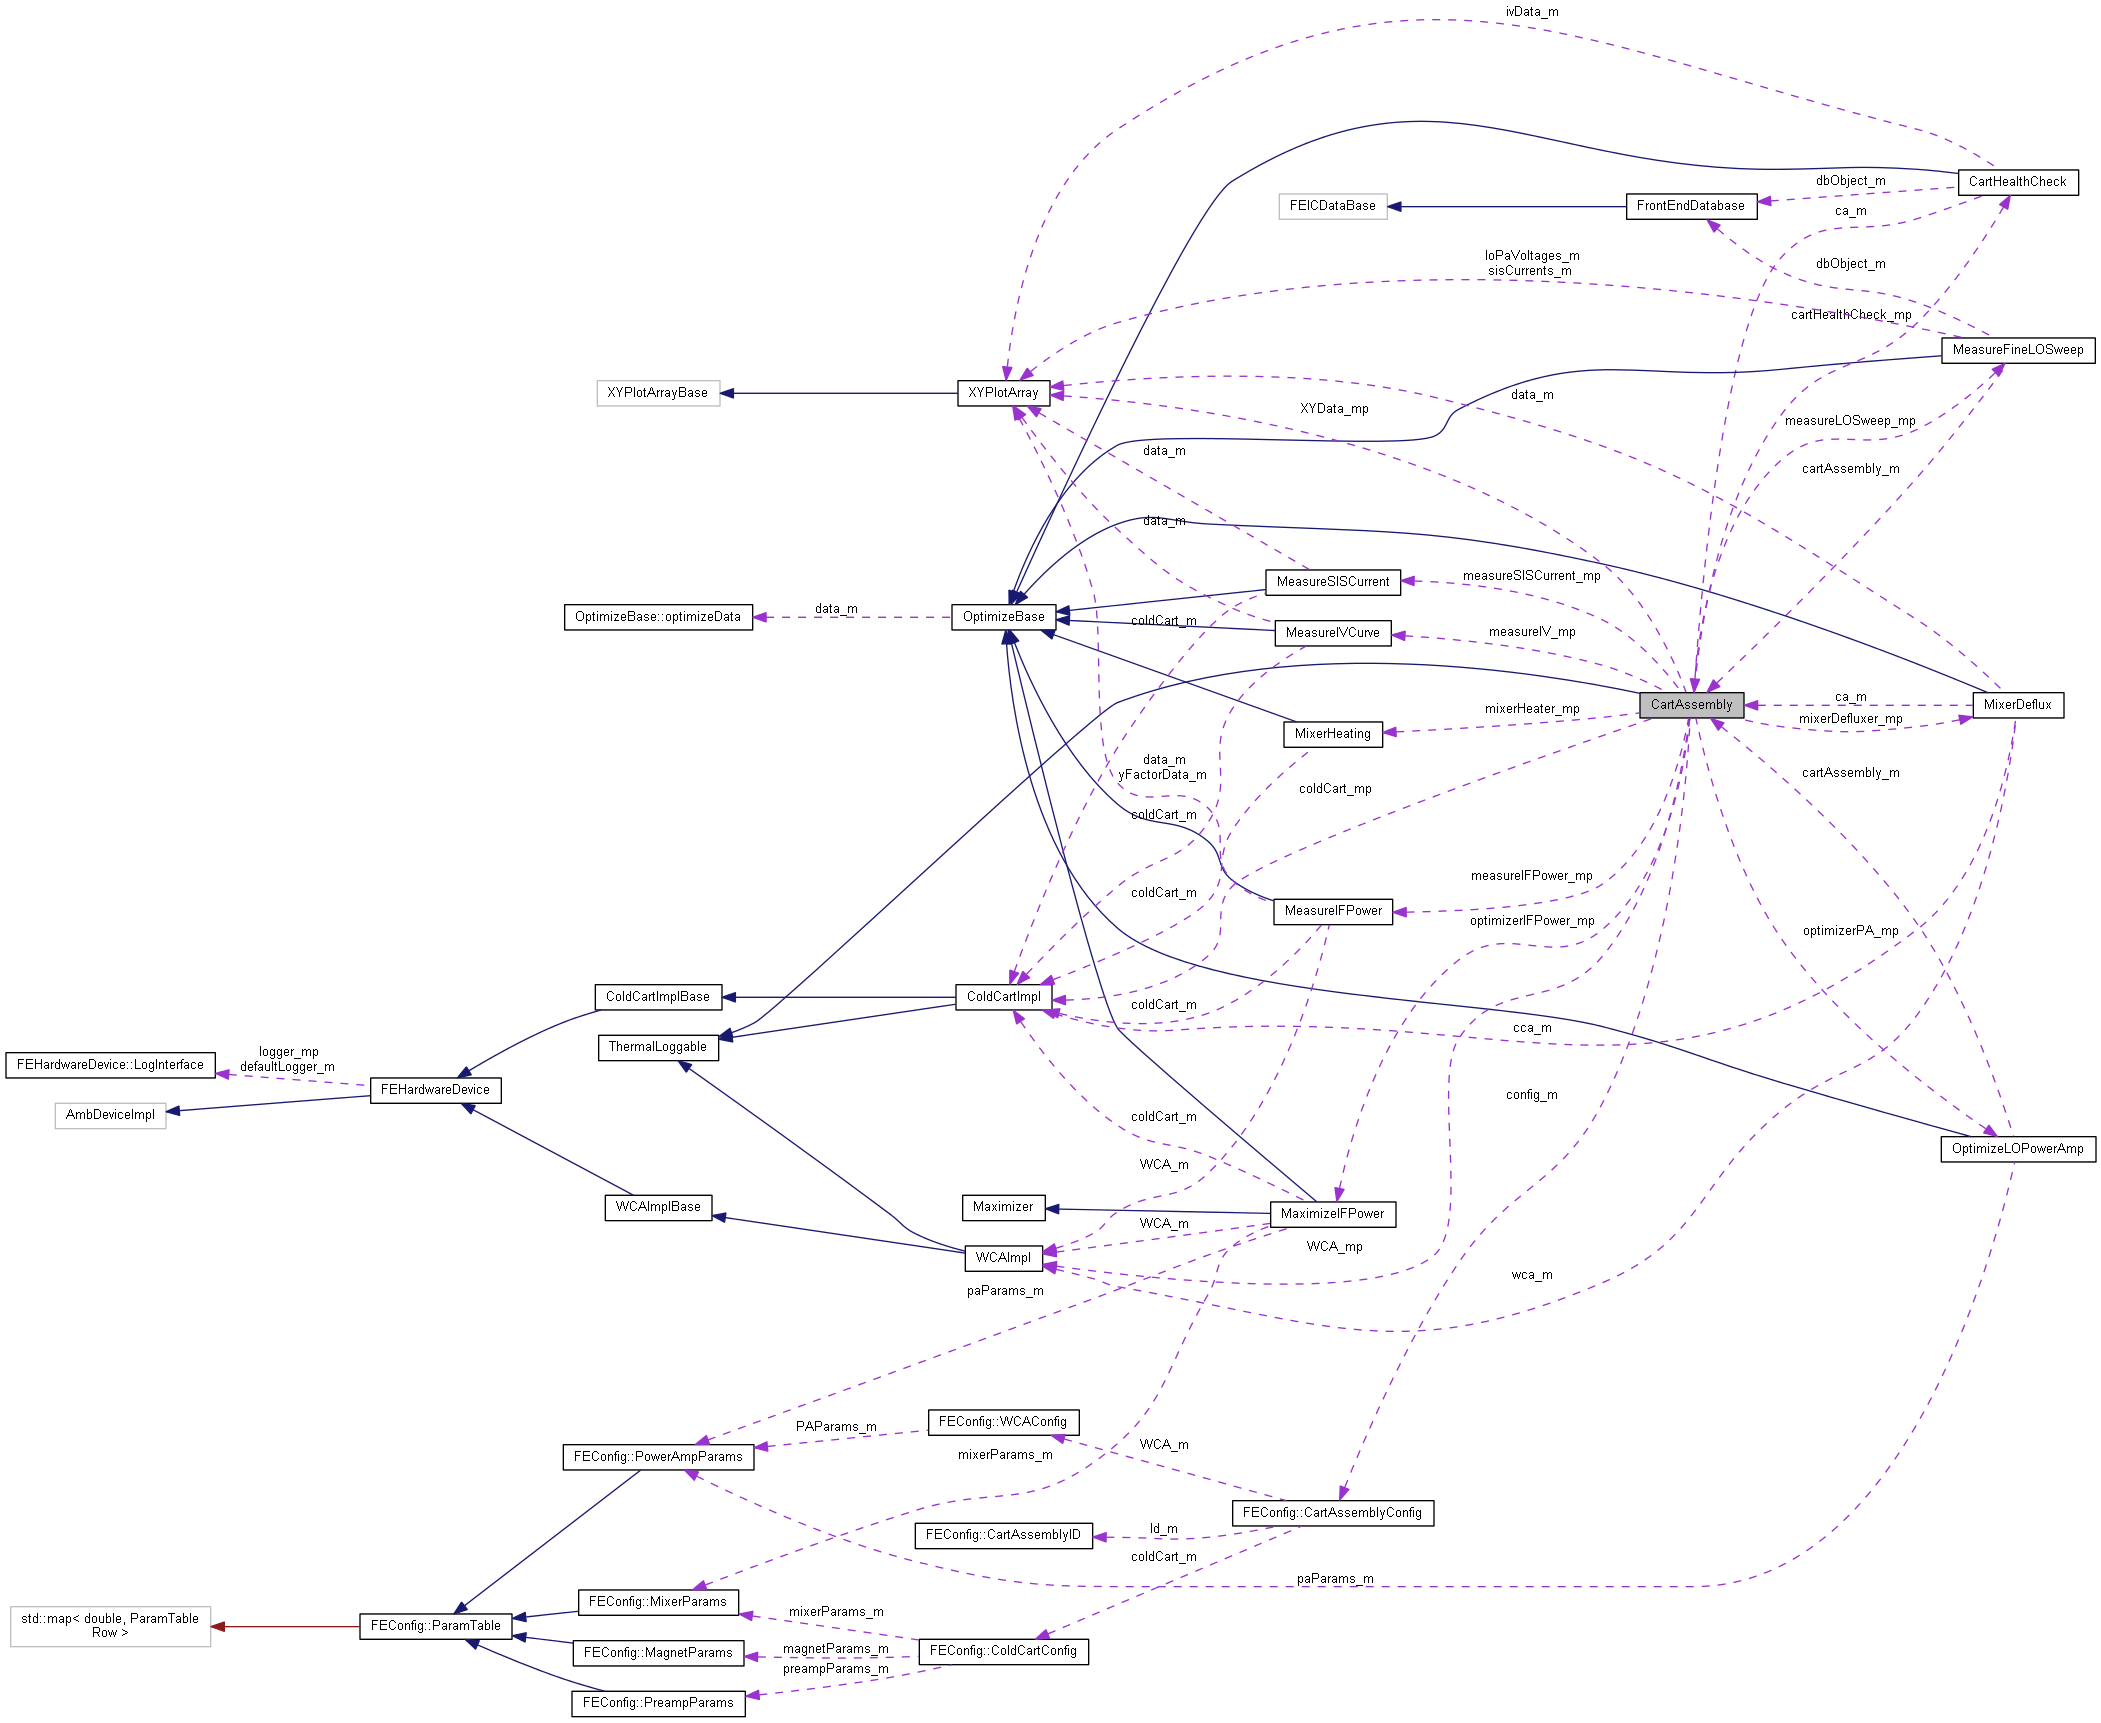 ivData_m
CartHealthCheck
dbObject_m
FEICDataBase
FrontEndDatabase
ca_m
loPaVoltages_m
sisCurrents_m
dbObject_m
cartHealthCheck_mp
MeasureFineLOSweep
XYPlotArrayBase
XYPlotArray
XYData_mp
data_m
measureLOSweep_mp
data_m
cartAssembly_m
data_m
measureSISCurrent_mp
MeasureSISCurrent
OptimizeBase::optimizeData
data_m
OptimizeBase
coldCart_m
MeasureIVCurve
measureIV_mp
ca_m
CartAssembly
MixerDeflux
mixerHeater_mp
mixerDefluxer_mp
MixerHeating
data_m
yFactorData_m
cartAssembly_m
coldCart_mp
coldCart_m
measureIFPower_mp
coldCart_m
MeasureIFPower
optimizerIFPower_mp
optimizerPA_mp
ColdCartImplBase
ColdCartImpl
coldCart_m
cca_m
ThermalLoggable
logger_mp
defaultLogger_m
FEHardwareDevice::LogInterface
FEHardwareDevice
config_m
AmbDeviceImpl
coldCart_m
OptimizeLOPowerAmp
WCA_m
WCAImplBase
Maximizer
MaximizeIFPower
WCA_m
WCA_mp
WCAImpl
wca_m
paParams_m
FEConfig::WCAConfig
PAParams_m
WCA_m
FEConfig::PowerAmpParams
mixerParams_m
FEConfig::CartAssemblyConfig
Id_m
FEConfig::CartAssemblyID
coldCart_m
paParams_m
FEConfig::MixerParams
mixerParams_m
std::map< double, ParamTable
Row >
FEConfig::ParamTable
FEConfig::MagnetParams
magnetParams_m
FEConfig::ColdCartConfig
preampParams_m
FEConfig::PreampParams